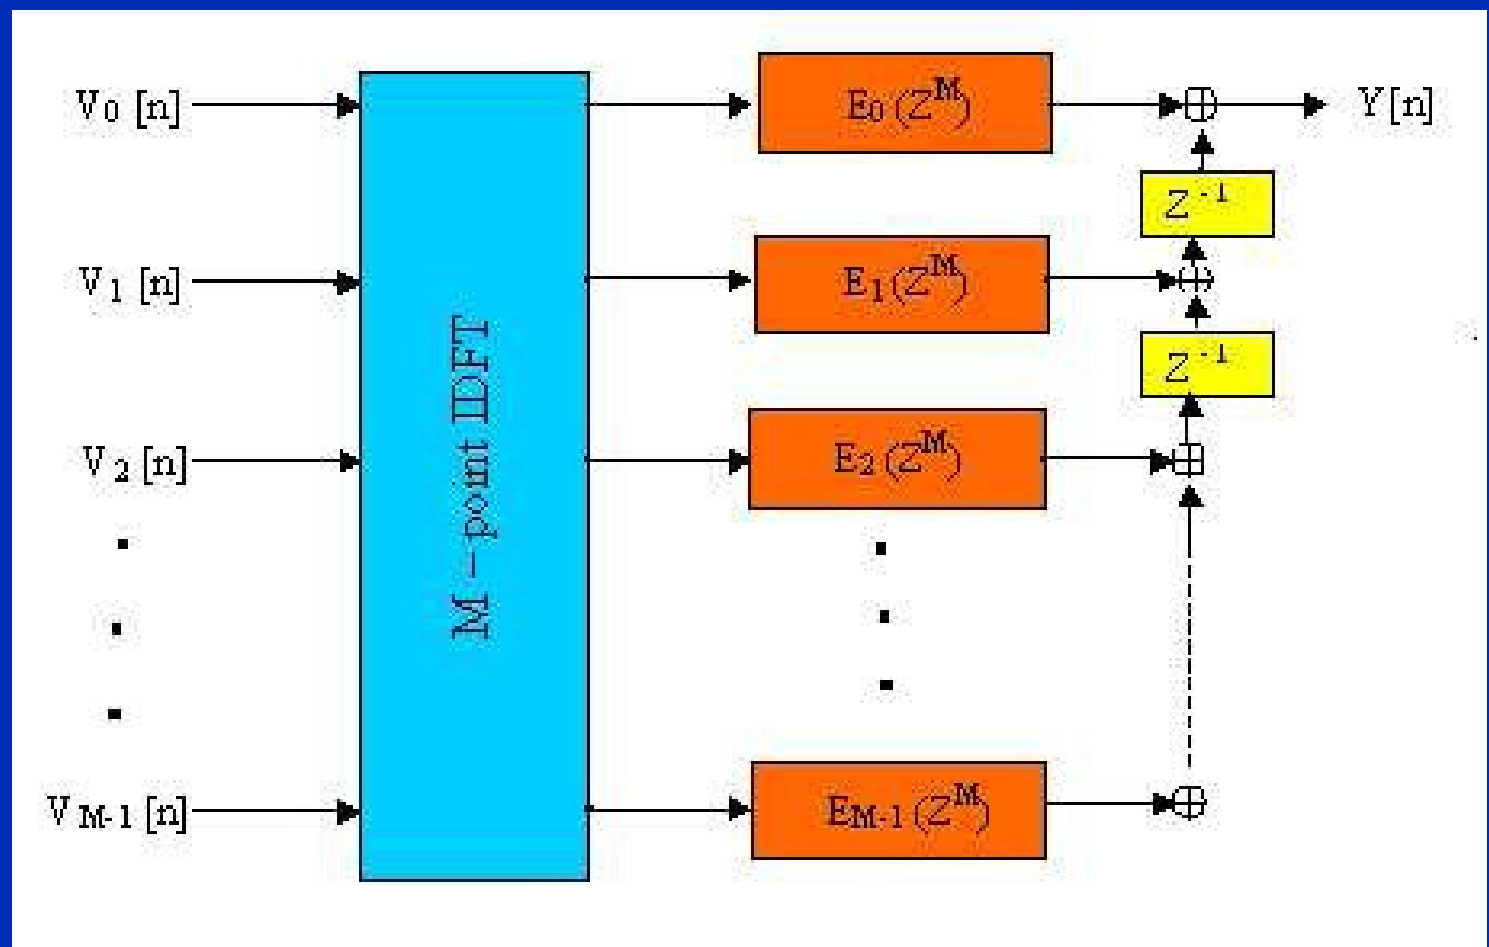 V0 [n]
E0 (Z^M)
Y[n]
Z^-1
V1 [n]
E1 (Z^M)
Z^-1
M -point IDFT
V2 [n]
E2 (Z^M)
VM-1 [n]
EM-1 (Z^M)